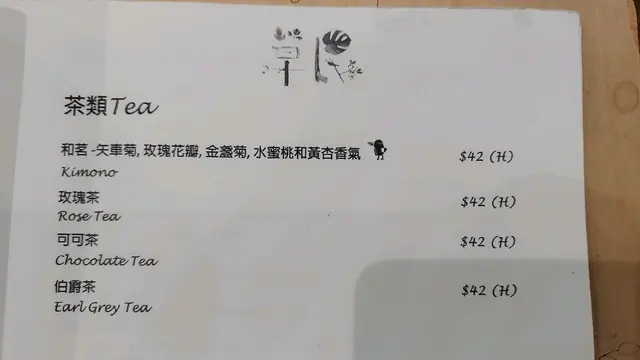 草民
茶類Tea
和茗 -矢車菊, 玫瑰花瓣, 金盞菊, 水蜜桃和黃杏香氣 $42 (H)
Kimono
玫瑰茶 $42 (H)
Rose Tea
可可茶 $42 (H)
Chocolate Tea
伯爵茶 $42 (H)
Earl Grey Tea